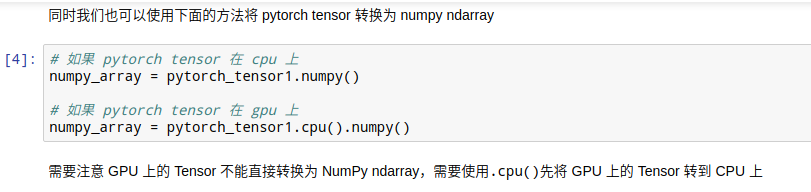 同时我们也可以使用下面的方法将 pytorch tensor 转换为 numpy ndarray
[4]: # 如果 pytorch tensor 在 cpu 上
numpy_array = pytorch_tensor1.numpy()
# 如果 pytorch tensor 在 gpu 上
numpy_array = pytorch_tensor1.cpu().numpy()
需要注意 GPU 上的 Tensor 不能直接转换为 NumPy ndarray，需要使用.cpu()先将 GPU 上的 Tensor 转到 CPU 上